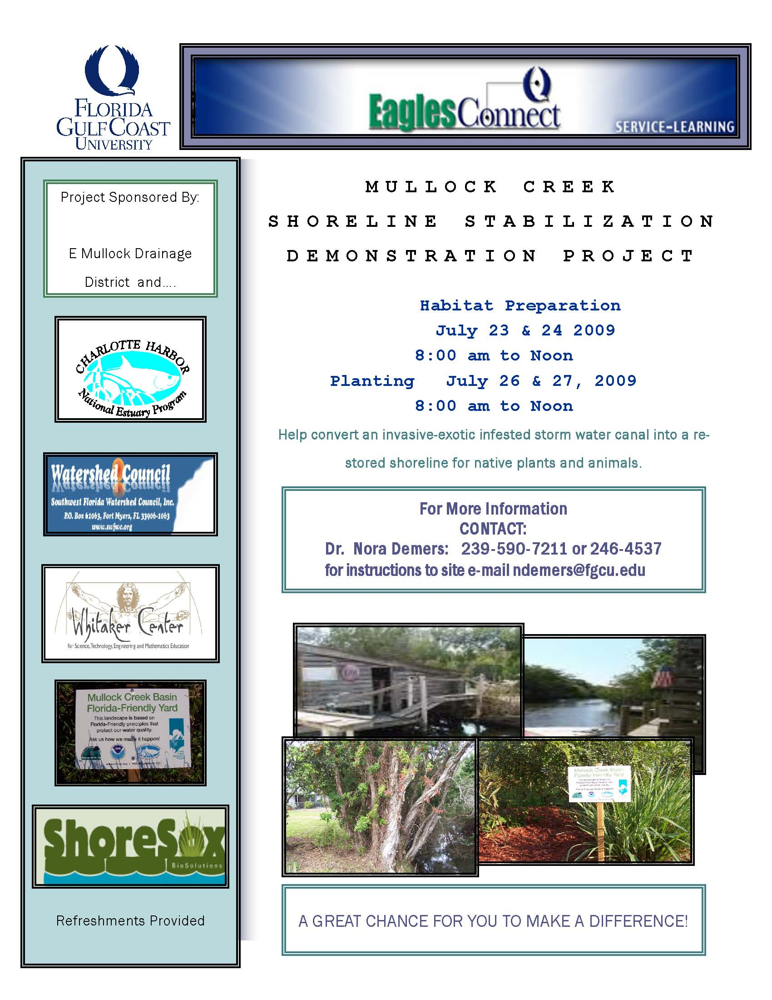 FLORIDA
GULF COAST
UNIVERSITY
EaglesConnect
SERVICE-LEARNING
Project Sponsored By:
E Mullock Drainage
District and....
CHARLOTTE HARBOR
National Estuary Program
Watershed Council
Southwest Florida Watershed Council, Inc.
P.O. Box 61063, Fort Myers, FL 33906-1063
www.swfwc.org
Whitaker Center
for Science, Technology, Engineering and Mathematics Education
Mullock Creek Basin
Florida-Friendly Yard
This landscape is based on
Florida-Friendly principles that
protect our water quality.
Ask us how we made it happen!
ShoreSox
BioSolutions
Refreshments Provided
MULLOCK CREEK
SHORELINE STABILIZATION
DEMONSTRATION PROJECT
Habitat Preparation
July 23 & 24 2009
8:00 am to Noon
Planting July 26 & 27, 2009
8:00 am to Noon
Help convert an invasive-exotic infested storm water canal into a re-
stored shoreline for native plants and animals.
For More Information
CONTACT:
Dr. Nora Demers: 239-590-7211 or 246-4537
for instructions to site e-mail ndemers@fgcu.edu
Mullock Creek Basin
Florida-Friendly Yard
A GREAT CHANCE FOR YOU TO MAKE A DIFFERENCE!